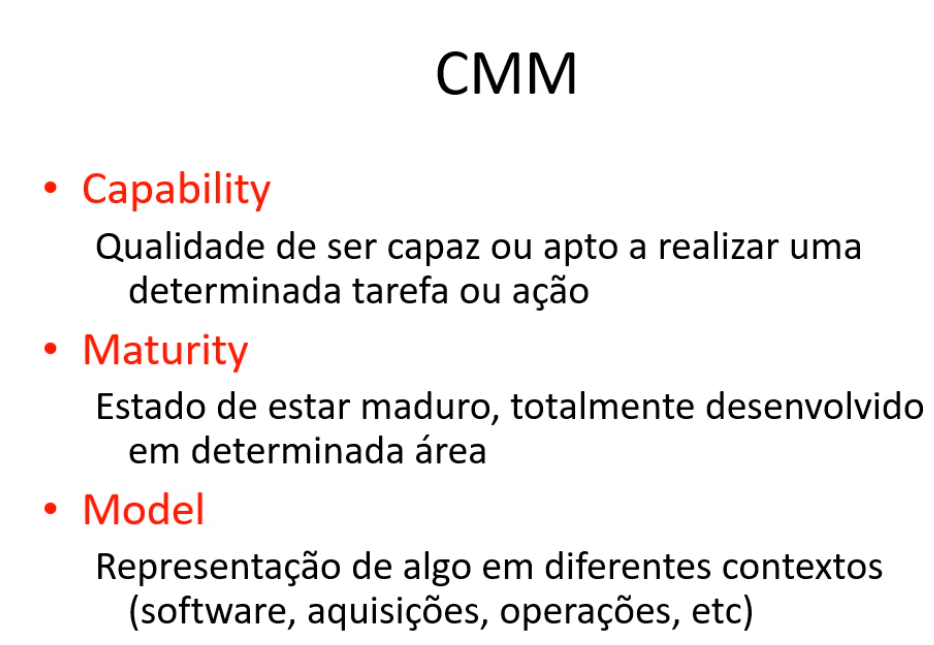 CMM
• Capability
Qualidade de ser capaz ou apto a realizar uma
determinada tarefa ou ação
• Maturity
Estado de estar maduro, totalmente desenvolvido
em determinada área
• Model
Representação de algo em diferentes contextos
(software, aquisições, operações, etc)